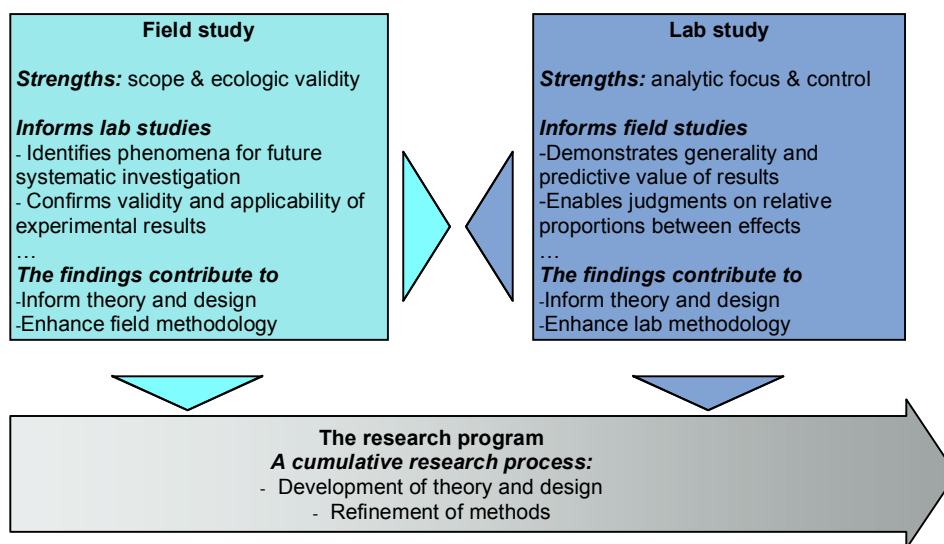 Field study
Strengths: scope & ecologic validity
Informs lab studies
- Identifies phenomena for future
systematic investigation
- Confirms validity and applicability of
experimental results
…
The findings contribute to
-Inform theory and design
-Enhance field methodology
Lab study
Strengths: analytic focus & control
Informs field studies
-Demonstrates generality and
predictive value of results
-Enables judgments on relative
proportions between effects
…
The findings contribute to
-Inform theory and design
-Enhance lab methodology
The research program
A cumulative research process:
- Development of theory and design
- Refinement of methods